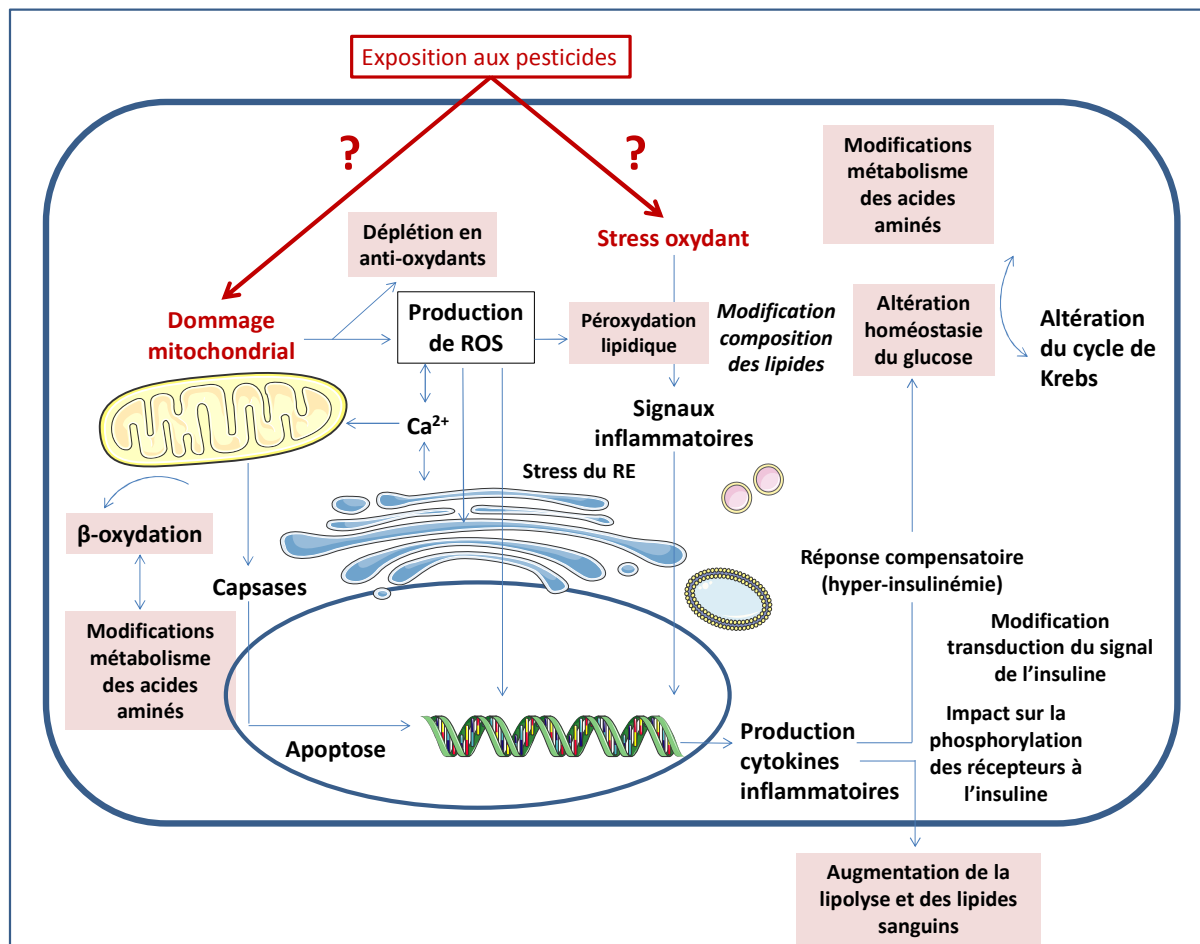 Exposition aux pesticides
?
?
Modifications
métabolisme
des acides
aminés
Déplétion en
anti-oxydants
Stress oxydant
Dommage
mitochondrial
Production
de ROS
Péroxydation
lipidique
Modification
composition
des lipides
Altération
homéostasie
du glucose
Altération
du cycle de
Krebs
Ca²⁺
Signaux
inflammatoires
Stress du RE
β-oxydation
Capsases
Réponse compensatoire
(hyper-insulinémie)
Modifications
métabolisme
des acides
aminés
Modification
transduction du signal
de l’insuline
Apoptose
Production
cytokines
inflammatoires
Impact sur la
phosphorylation
des récepteurs à
l’insuline
Augmentation de la
lipolyse et des lipides
sanguins